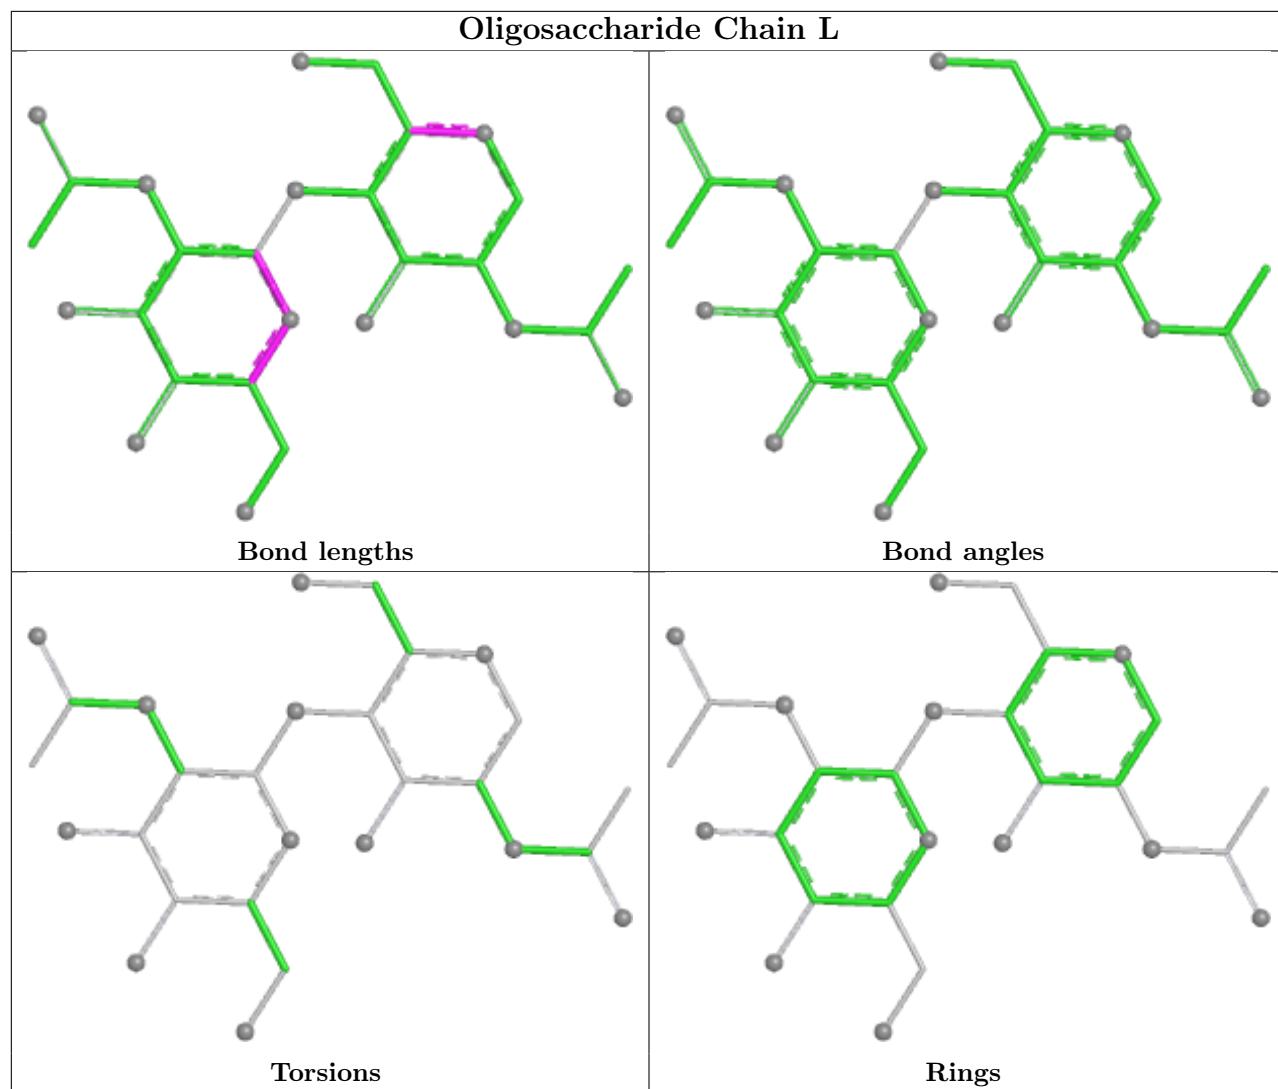 Oligosaccharide Chain L
Bond lengths
Bond angles
Torsions
Rings